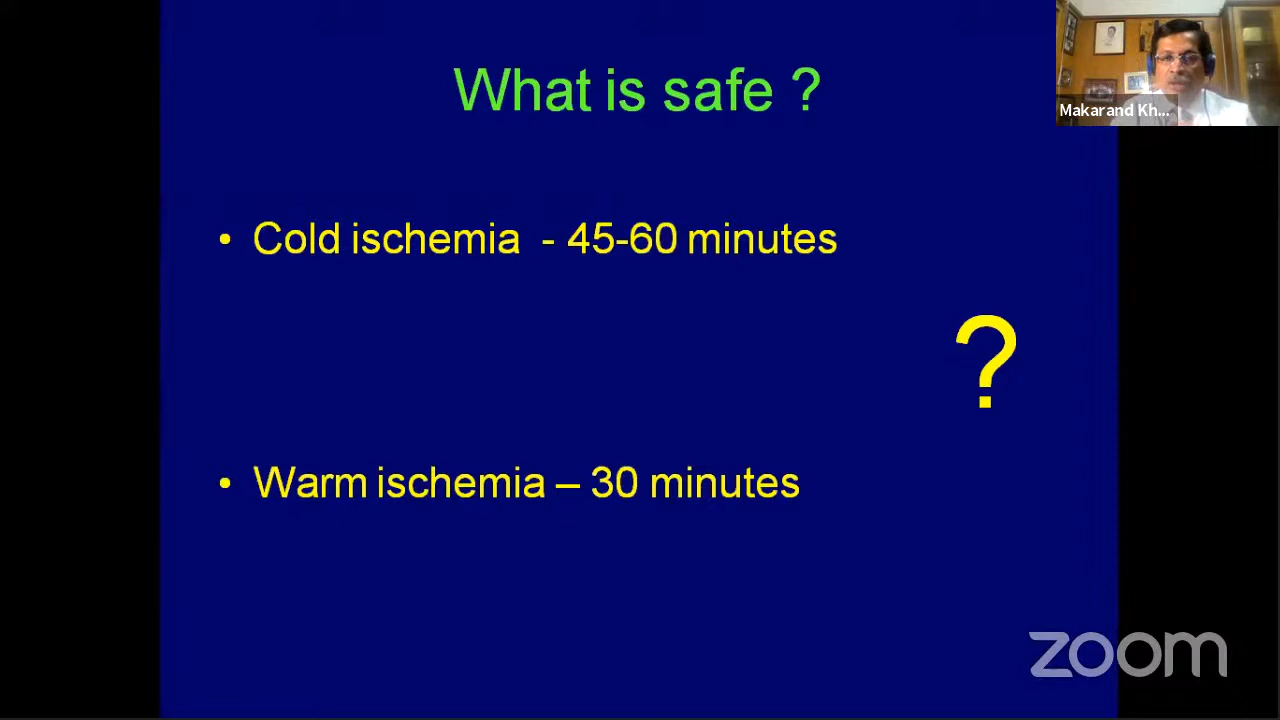 What is safe ?
Makarand Kh...
• Cold ischemia - 45-60 minutes
?
• Warm ischemia – 30 minutes
zoom